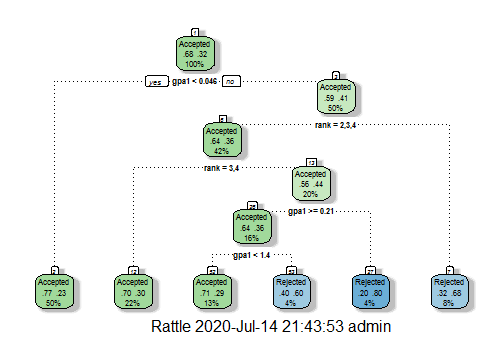 1
Accepted
.68 .32
100%
yes gpa1 < 0.046 no
3
Accepted
.59 .41
50%
rank = 2,3,4
6
Accepted
.64 .36
42%
rank = 3,4
13
Accepted
.56 .44
20%
gpa1 >= 0.21
26
Accepted
.64 .36
16%
gpa1 < 1.4
2
Accepted
.77 .23
50%
12
Accepted
.70 .30
22%
52
Accepted
.71 .29
13%
53
Rejected
.40 .60
4%
27
Rejected
.20 .80
4%
7
Rejected
.32 .68
8%
Rattle 2020-Jul-14 21:43:53 admin